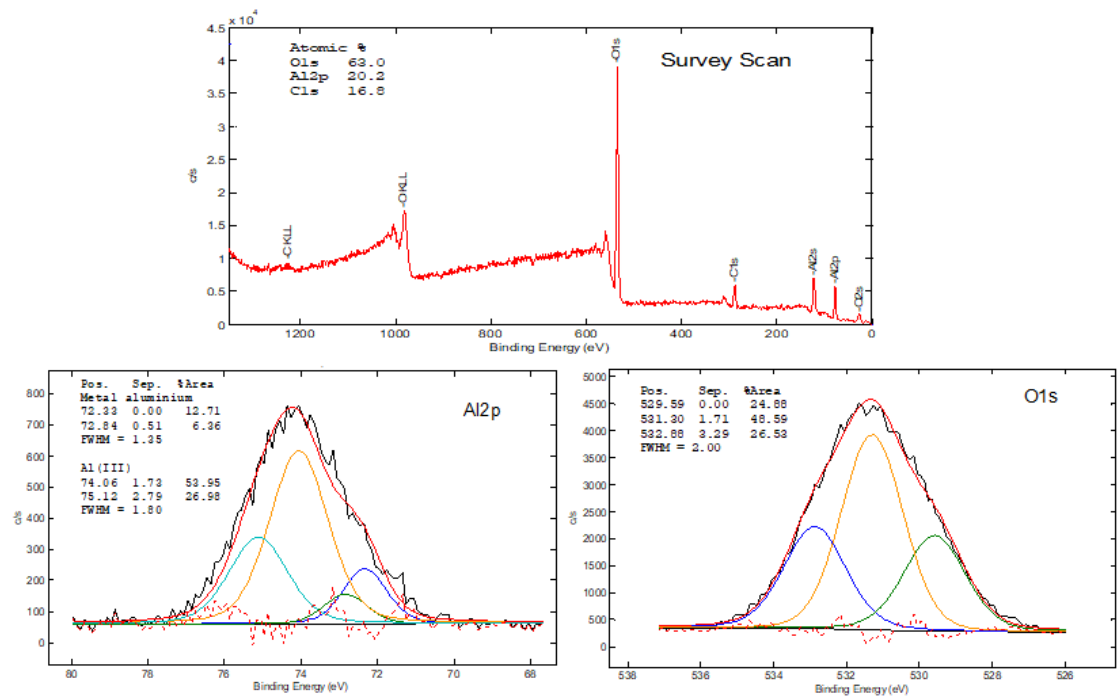 x 10⁴
Survey Scan
Atomic %
O1s 63.0
Al2p 20.2
C1s 16.8
4.5
4
3.5
3
2.5
2
1.5
1
0.5
0
c/s
-C KLL
-O KLL
-O1s
-C1s
-Al2s
-Al2p
-O2s
1200 1000 800 600 400 200 0
Binding Energy (eV)
Al2p
Pos. Sep. %Area
Metal aluminium
72.33 0.00 12.71
72.84 0.51 6.36
FWHM = 1.35
Al(III)
74.06 1.73 53.95
75.12 2.79 26.98
FWHM = 1.80
800
700
600
500
400
300
200
100
0
c/s
80 78 76 74 72 70 68
Binding Energy (eV)
O1s
Pos. Sep. %Area
529.59 0.00 24.88
531.30 1.71 48.59
532.88 3.29 26.53
FWHM = 2.00
5000
4500
4000
3500
3000
2500
2000
1500
1000
500
0
c/s
538 536 534 532 530 528 526
Binding Energy (eV)